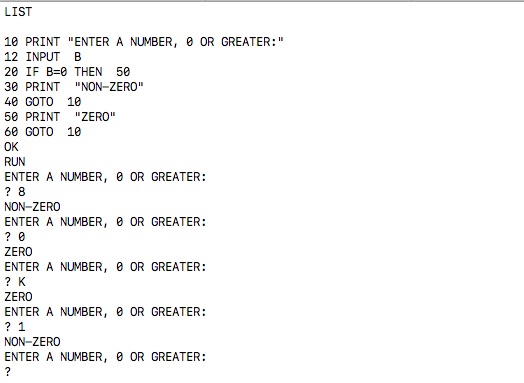 LIST
10 PRINT "ENTER A NUMBER, 0 OR GREATER:"
12 INPUT  B
20 IF B=0 THEN  50
30 PRINT  "NON-ZERO"
40 GOTO  10
50 PRINT  "ZERO"
60 GOTO  10
OK
RUN
ENTER A NUMBER, 0 OR GREATER:
? 8
NON-ZERO
ENTER A NUMBER, 0 OR GREATER:
? 0
ZERO
ENTER A NUMBER, 0 OR GREATER:
? K
ZERO
ENTER A NUMBER, 0 OR GREATER:
? 1
NON-ZERO
ENTER A NUMBER, 0 OR GREATER:
?